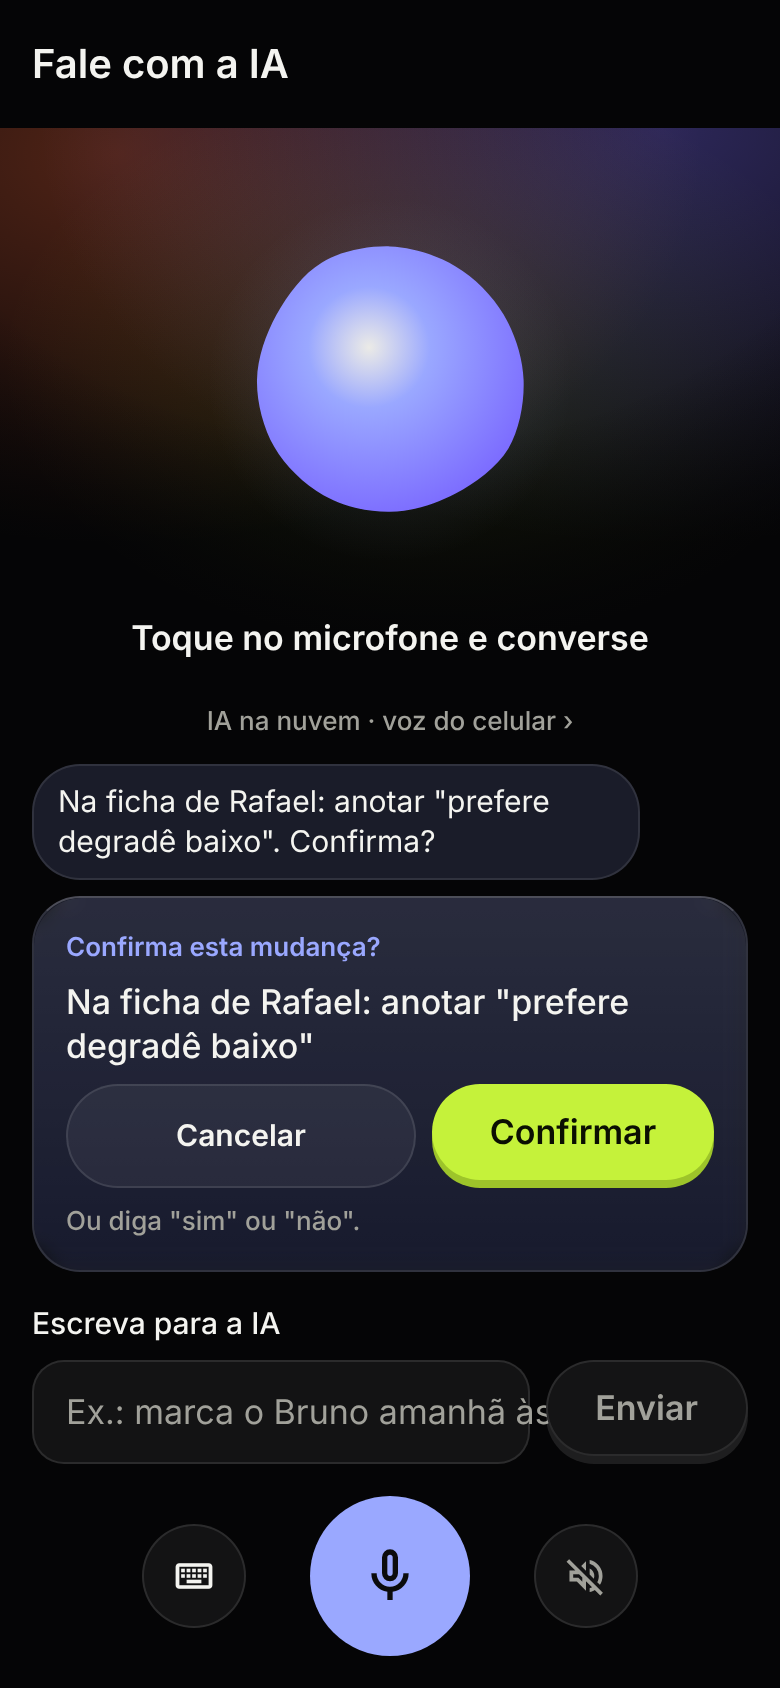 Fale com a IA
Toque no microfone e converse
IA na nuvem · voz do celular ›
Na ficha de Rafael: anotar "prefere
degradê baixo". Confirma?
Confirma esta mudança?
Na ficha de Rafael: anotar "prefere
degradê baixo"
Cancelar
Confirmar
Ou diga "sim" ou "não".
Escreva para a IA
Ex.: marca o Bruno amanhã às
Enviar